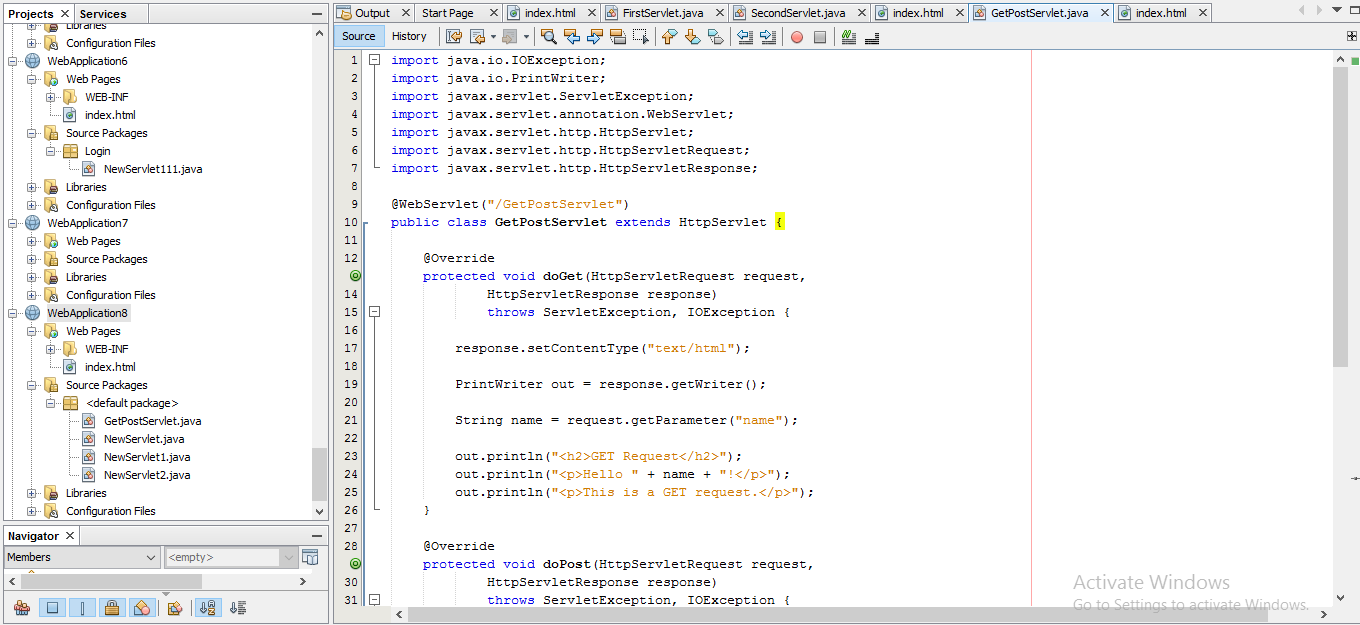 Projects Services
Libraries
Configuration Files
WebApplication6
Web Pages
WEB-INF
index.html
Source Packages
Login
NewServlet111.java
Libraries
Configuration Files
WebApplication7
Web Pages
Source Packages
Libraries
Configuration Files
WebApplication8
Web Pages
WEB-INF
index.html
Source Packages
<default package>
GetPostServlet.java
NewServlet.java
NewServlet1.java
NewServlet2.java
Libraries
Configuration Files
Navigator
Members <empty>
Output Start Page index.html FirstServlet.java SecondServlet.java index.html GetPostServlet.java index.html
Source History
1 import java.io.IOException;
2 import java.io.PrintWriter;
3 import javax.servlet.ServletException;
4 import javax.servlet.annotation.WebServlet;
5 import javax.servlet.http.HttpServlet;
6 import javax.servlet.http.HttpServletRequest;
7 import javax.servlet.http.HttpServletResponse;
8
9 @WebServlet("/GetPostServlet")
10 public class GetPostServlet extends HttpServlet {
11
12 @Override
protected void doGet(HttpServletRequest request,
14 HttpServletResponse response)
15 throws ServletException, IOException {
16
17 response.setContentType("text/html");
18
19 PrintWriter out = response.getWriter();
20
21 String name = request.getParameter("name");
22
23 out.println("<h2>GET Request</h2>");
24 out.println("<p>Hello " + name + "!</p>");
25 out.println("<p>This is a GET request.</p>");
26 }
27
28 @Override
protected void doPost(HttpServletRequest request,
30 HttpServletResponse response)
31 throws ServletException, IOException {
Activate Windows
Go to Settings to activate Windows.